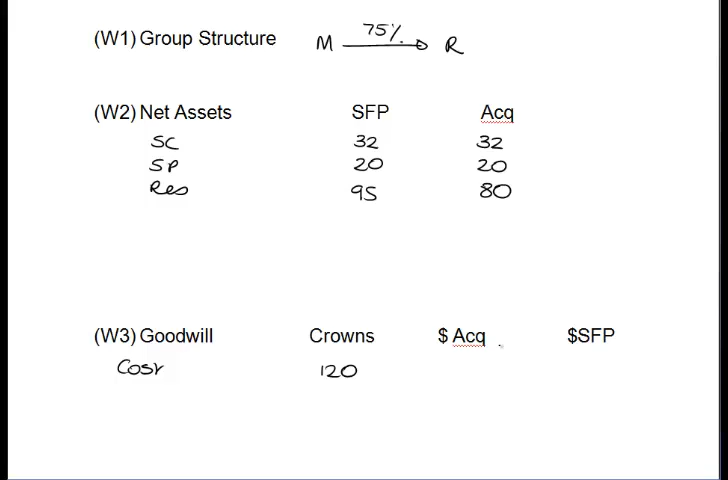 (W1) Group Structure M 75% R
(W2) Net Assets SFP Acq
SC 32 32
SP 20 20
Res 95 80
(W3) Goodwill Crowns $ Acq $SFP
Cost 120